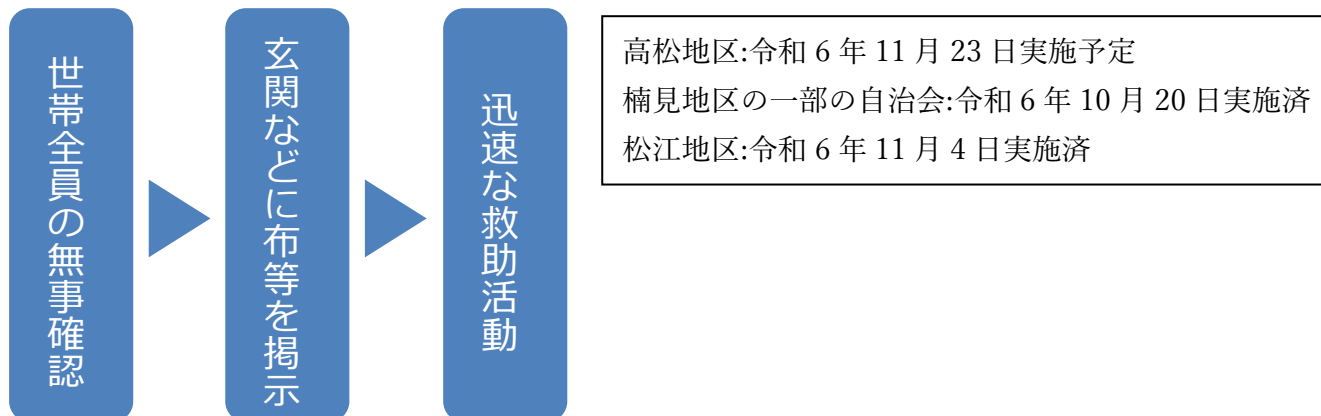 世帯全員の無事確認
玄関などに布等を掲示
迅速な救助活動
高松地区:令和 6 年 11 月 23 日実施予定
楠見地区の一部の自治会:令和 6 年 10 月 20 日実施済
松江地区:令和 6 年 11 月 4 日実施済